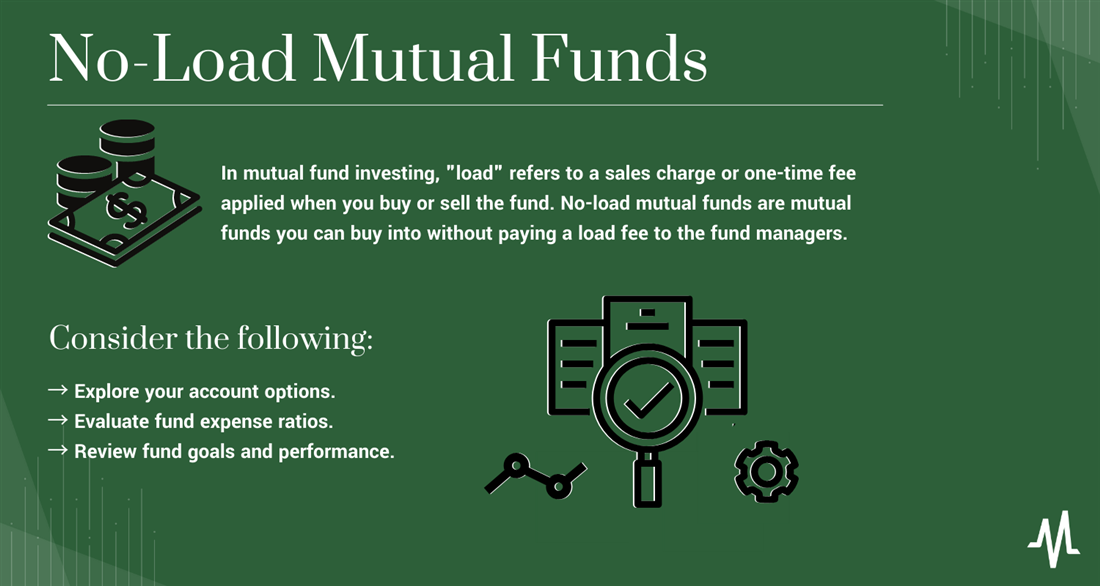 No-Load Mutual Funds
In mutual fund investing, "load" refers to a sales charge or one-time fee
applied when you buy or sell the fund. No-load mutual funds are mutual
funds you can buy into without paying a load fee to the fund managers.
Consider the following:
→ Explore your account options.
→ Evaluate fund expense ratios.
→ Review fund goals and performance.